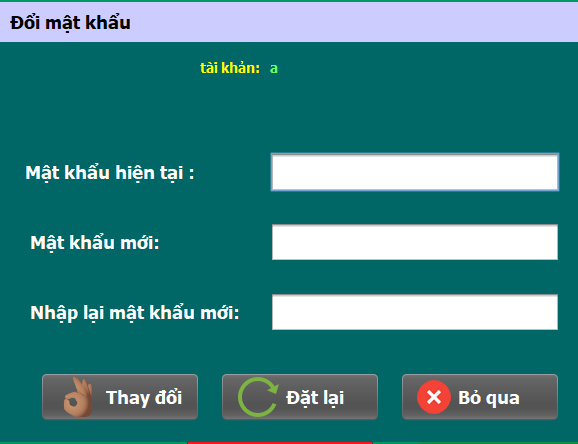 Đổi mật khẩu
tài khản: a
Mật khẩu hiện tại :
Mật khẩu mới:
Nhập lại mật khẩu mới:
Thay đổi Đặt lại Bỏ qua